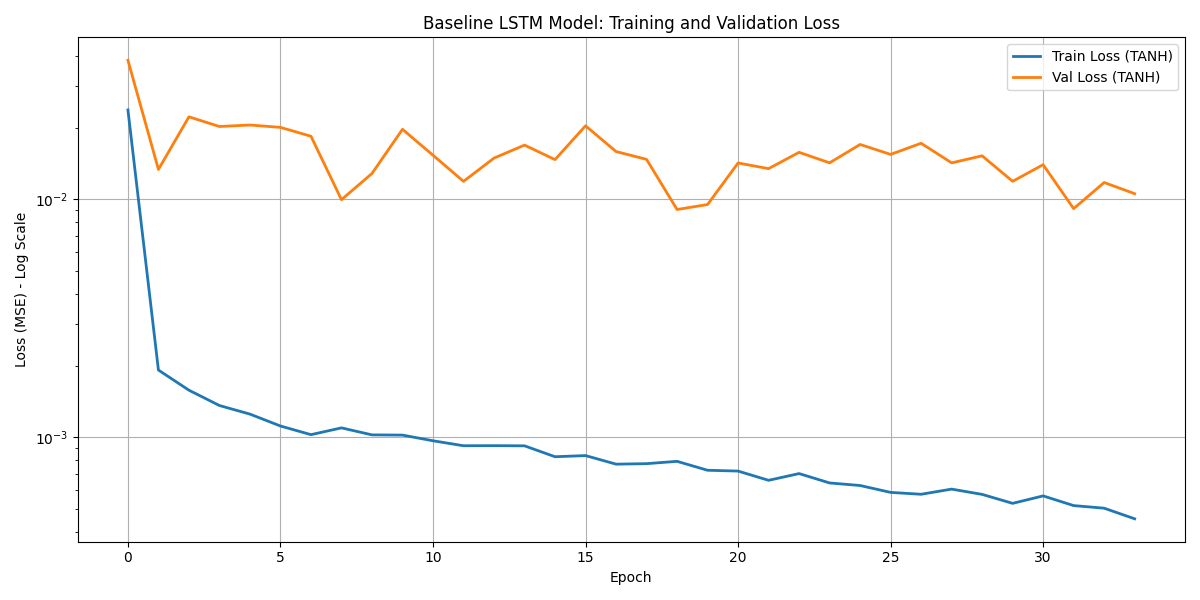 Baseline LSTM Model: Training and Validation Loss
Train Loss (TANH)
Val Loss (TANH)
Loss (MSE) - Log Scale
10⁻²
10⁻³
0 5 10 15 20 25 30
Epoch